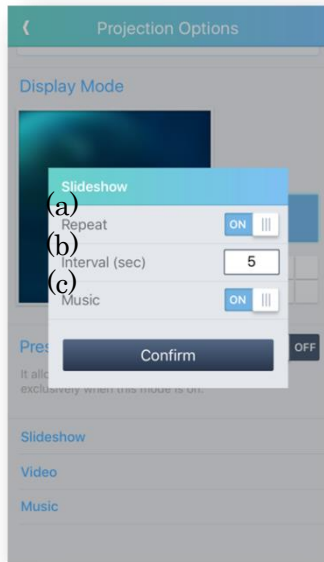 Projection Options
Display Mode
Slideshow
(a)
Repeat ON
(b)
Interval (sec) 5
(c)
Music ON
Confirm
Pres OFF
It allo
exclusively when this mode is on.
Slideshow
Video
Music